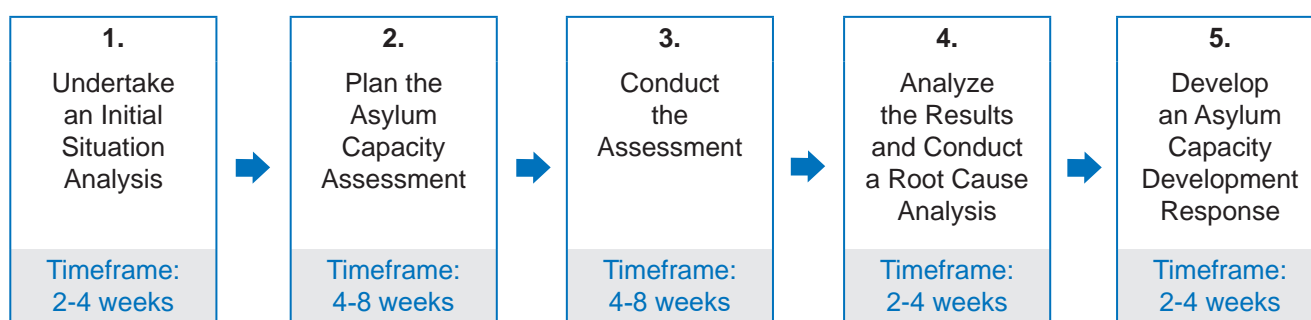 1.
Undertake
an Initial
Situation
Analysis
Timeframe:
2-4 weeks
2.
Plan the
Asylum
Capacity
Assessment
Timeframe:
4-8 weeks
3.
Conduct
the
Assessment
Timeframe:
4-8 weeks
4.
Analyze
the Results
and Conduct
a Root Cause
Analysis
Timeframe:
2-4 weeks
5.
Develop
an Asylum
Capacity
Development
Response
Timeframe:
2-4 weeks